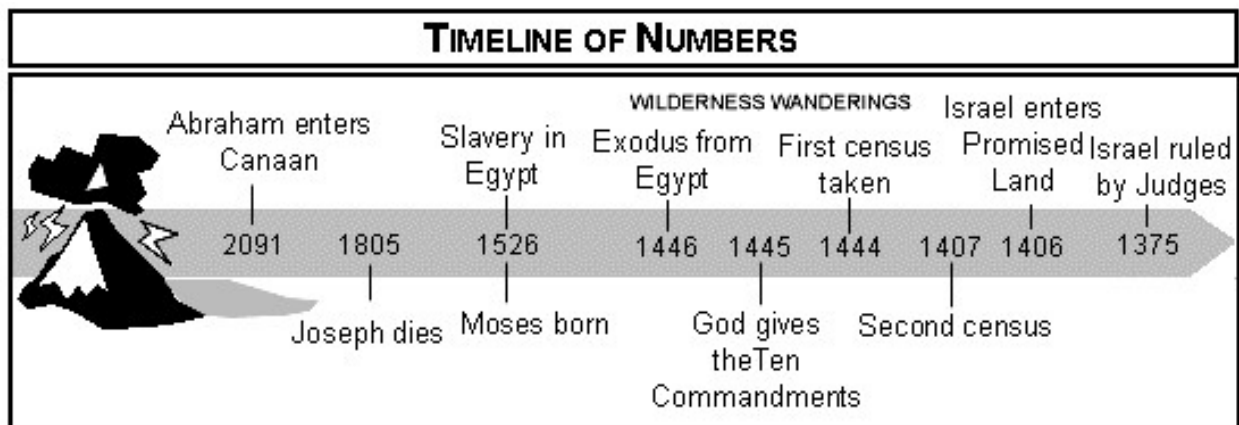 TIMELINE OF NUMBERS
WILDERNESS WANDERINGS
Abraham enters
Canaan
Slavery in
Egypt
Exodus from
Egypt
First census
taken
Israel enters
Promised
Land
Israel ruled
by Judges
2091 1805 1526 1446 1445 1444 1407 1406 1375
Joseph dies
Moses born
God gives
theTen
Commandments
Second census